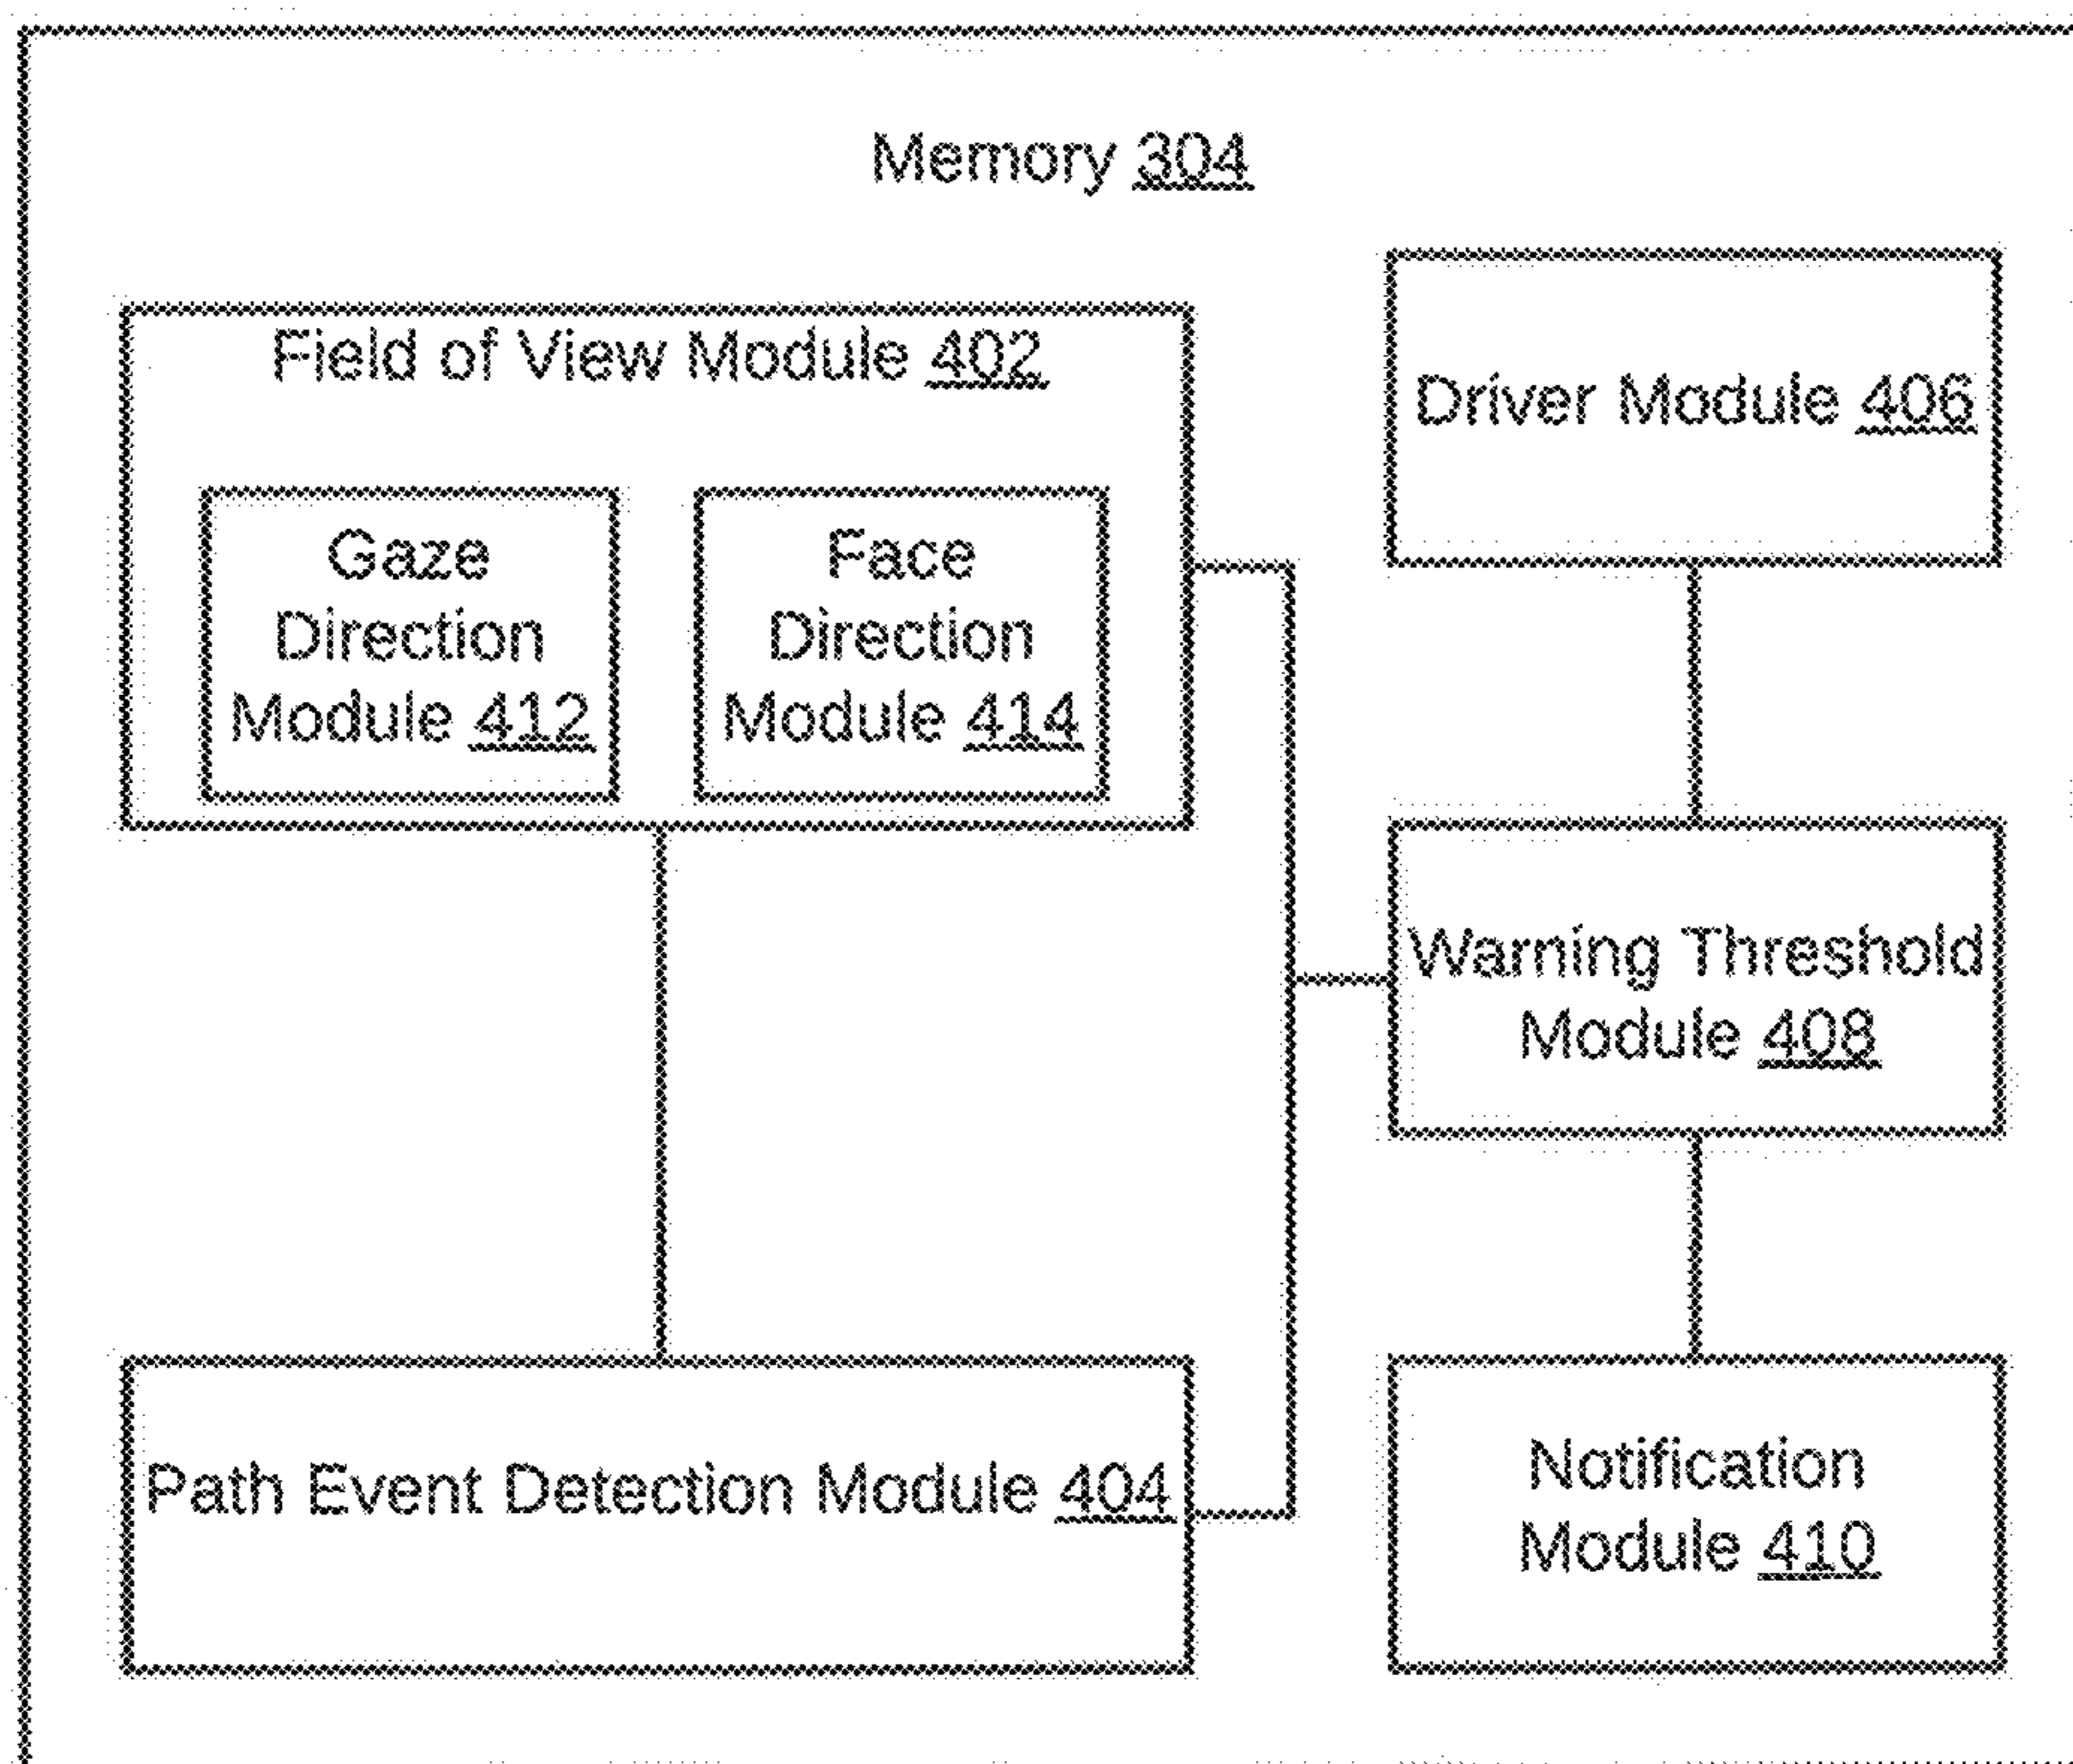 Memory 304
Field of View Module 402
Driver Module 406
Gaze
Direction
Module 412
Face
Direction
Module 414
Warning Threshold
Module 408
Path Event Detection Module 404
Notification
Module 410